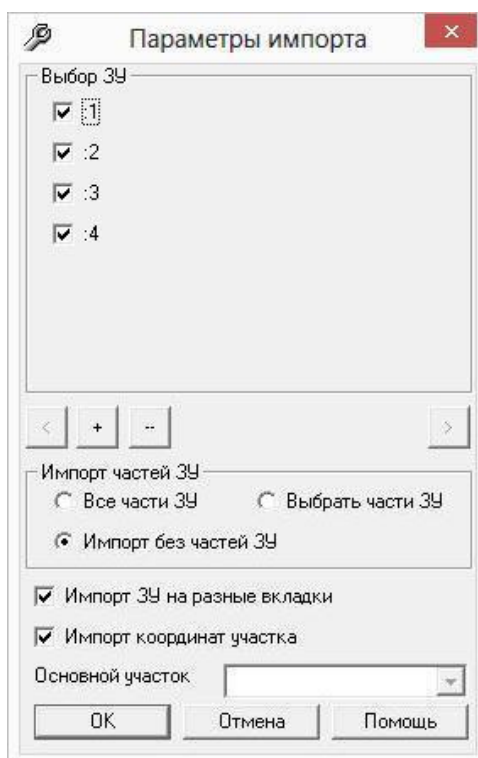 Параметры импорта
Выбор ЗУ
:1
:2
:3
:4
< + -- >
Импорт частей ЗУ
Все части ЗУ Выбрать части ЗУ
Импорт без частей ЗУ
Импорт ЗУ на разные вкладки
Импорт координат участка
Основной участок
OK Отмена Помощь